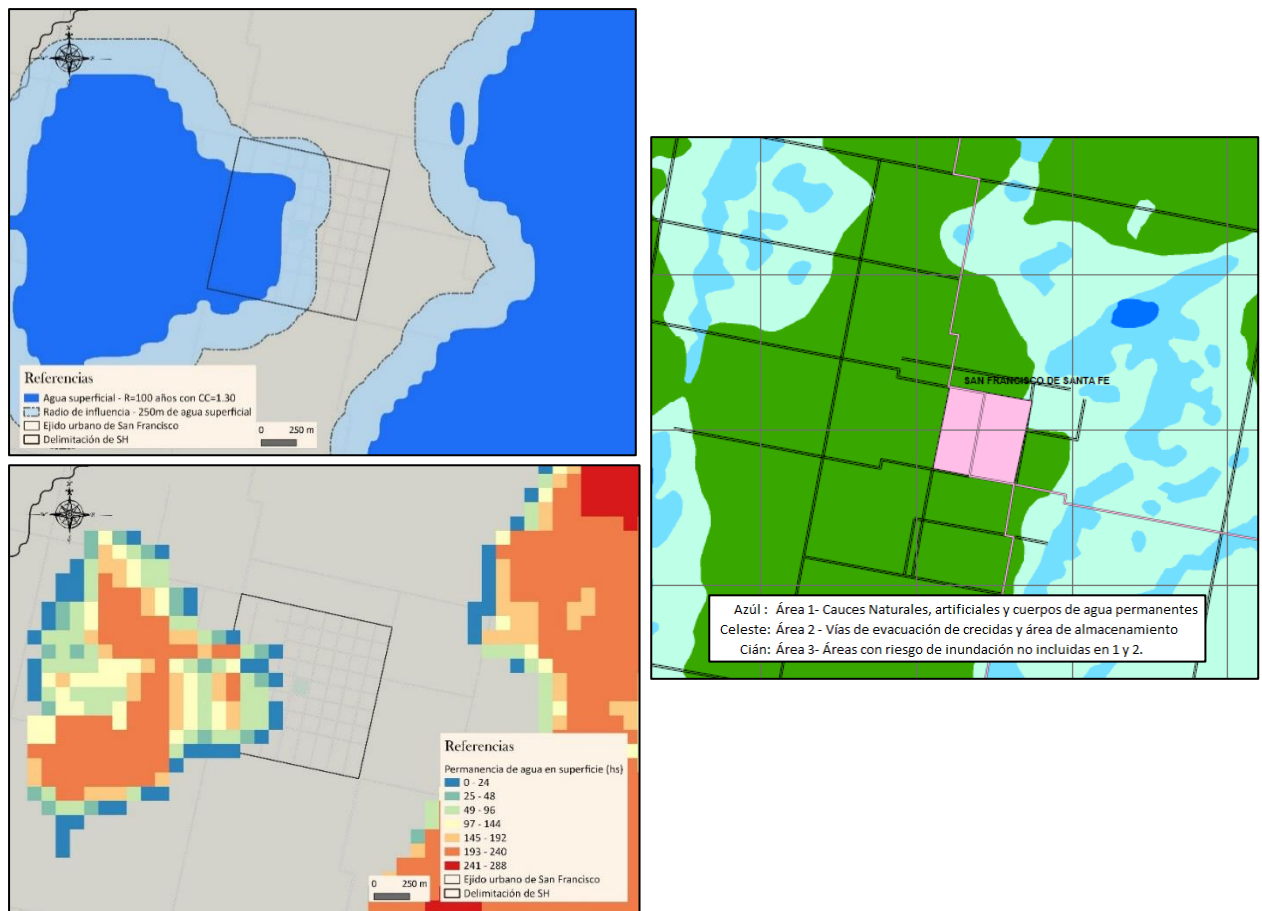 Referencias
Agua superficial - R=100 años con CC=1.30
Radio de influencia - 250m de agua superficial
Ejido urbano de San Francisco
Delimitación de SH
0 250 m
SAN FRANCISCO DE SANTA FE
Azúl : Área 1- Cauces Naturales, artificiales y cuerpos de agua permanentes
Celeste: Área 2 - Vías de evacuación de crecidas y área de almacenamiento
Cián: Área 3- Áreas con riesgo de inundación no incluidas en 1 y 2.
Referencias
Permanencia de agua en superficie (hs)
0 - 24
25 - 48
49 - 96
97 - 144
145 - 192
193 - 240
241 - 288
Ejido urbano de San Francisco
Delimitación de SH
0 250 m